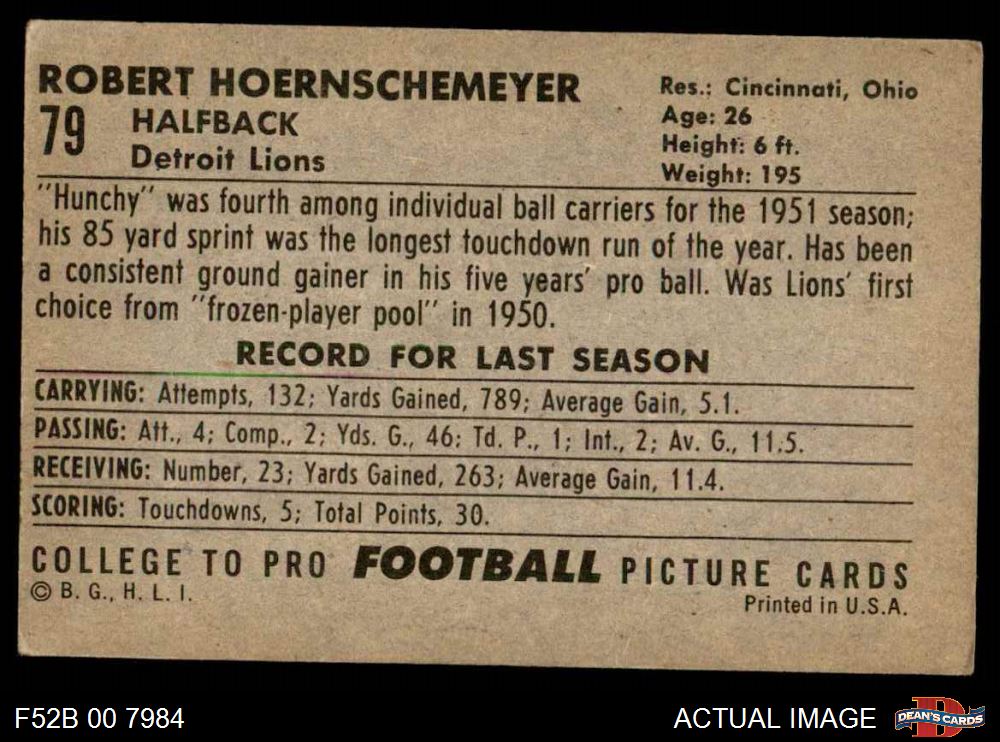 ROBERT HOERNSCHEMEYER
79 HALFBACK
Detroit Lions
Res.: Cincinnati, Ohio
Age: 26
Height: 6 ft.
Weight: 195
"Hunchy" was fourth among individual ball carriers for the 1951 season;
his 85 yard sprint was the longest touchdown run of the year. Has been
a consistent ground gainer in his five years' pro ball. Was Lions' first
choice from "frozen-player pool" in 1950.
RECORD FOR LAST SEASON
CARRYING: Attempts, 132; Yards Gained, 789; Average Gain, 5.1.
PASSING: Att., 4; Comp., 2; Yds. G., 46; Td. P., 1; Int., 2; Av. G., 11.5.
RECEIVING: Number, 23; Yards Gained, 263; Average Gain, 11.4.
SCORING: Touchdowns, 5; Total Points, 30.
COLLEGE TO PRO FOOTBALL PICTURE CARDS
© B. G., H. L. I.
Printed in U.S.A.
F52B 00 7984
ACTUAL IMAGE
D
DEAN'S CARDS